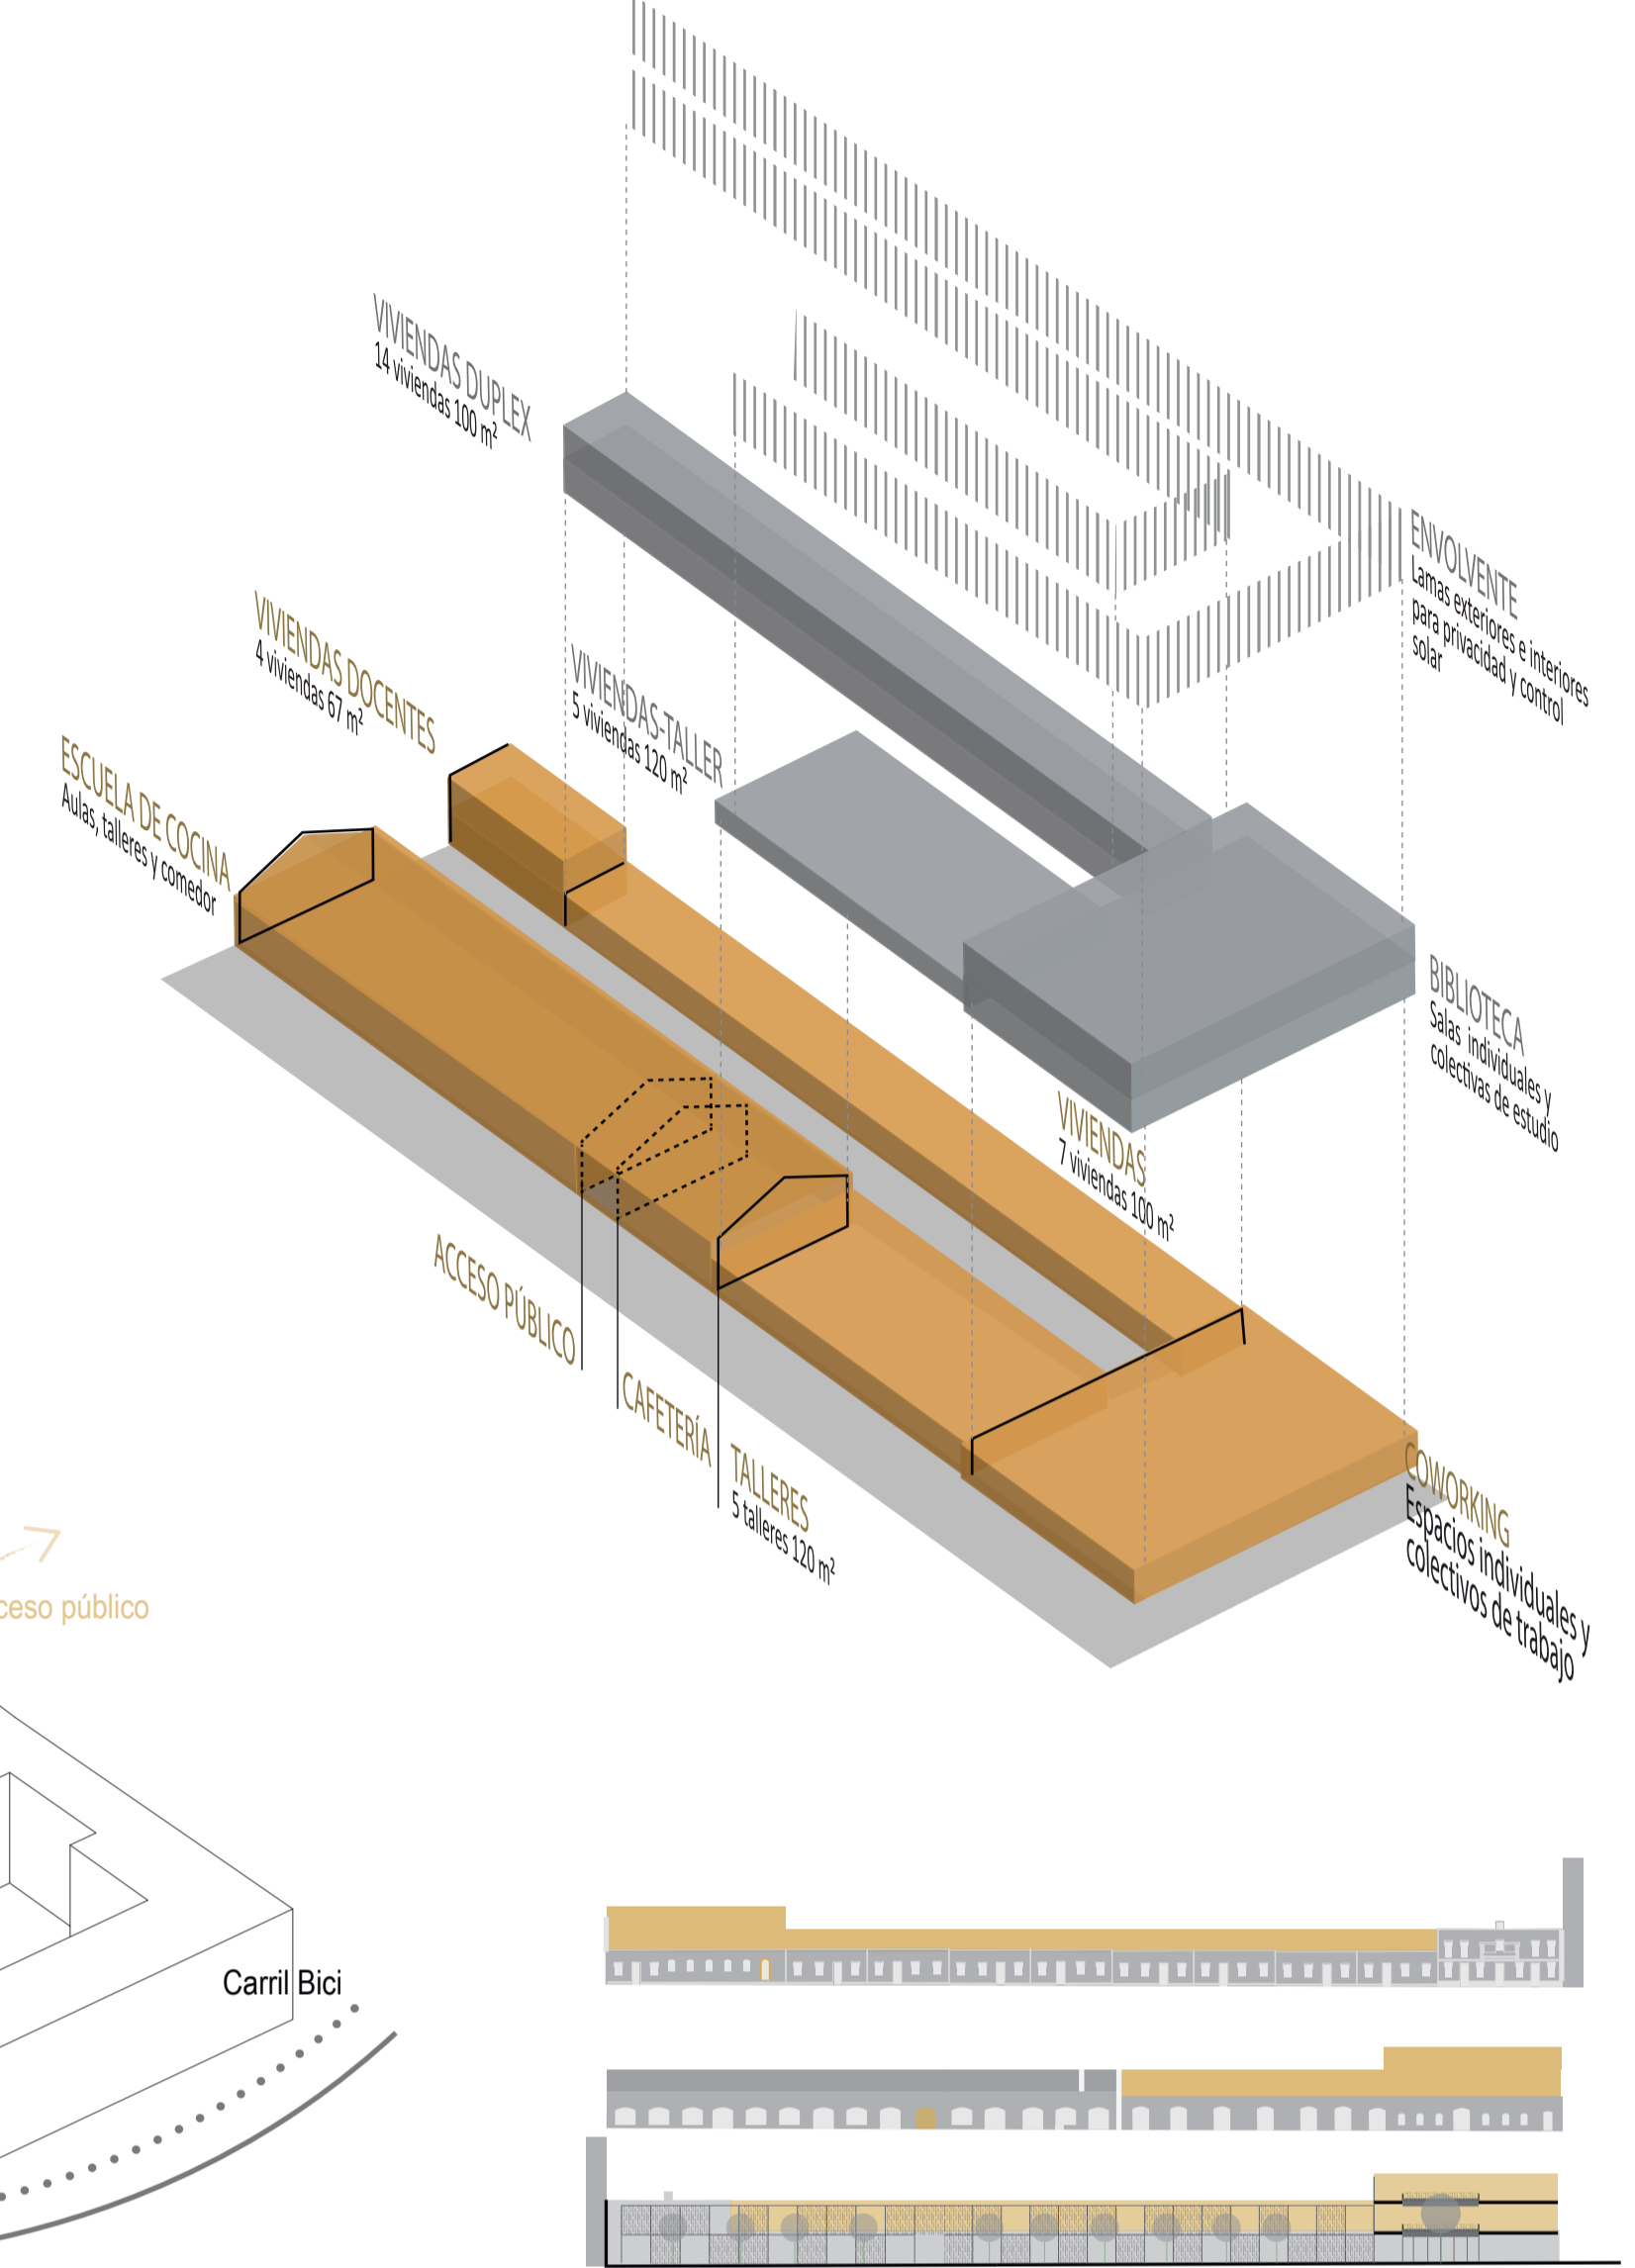 VIVIENDAS DUPLEX
14 viviendas 100 m²
ENVOLVENTE
Lamas exteriores e interiores
para privacidad y control
solar
VIVIENDAS DOCENTES
4 viviendas 67 m²
VIVIENDAS-TALLER
5 viviendas 120 m²
ESCUELA DE COCINA
Aulas, talleres y comedor
BIBLIOTECA
Salas individuales y
colectivas de estudio
VIVIENDAS
7 viviendas 100 m²
ACCESO PÚBLICO
CAFETERÍA
TALLERES
5 talleres 120 m²
COWORKING
Espacios individuales y
colectivos de trabajo
ceso público
Carril Bici